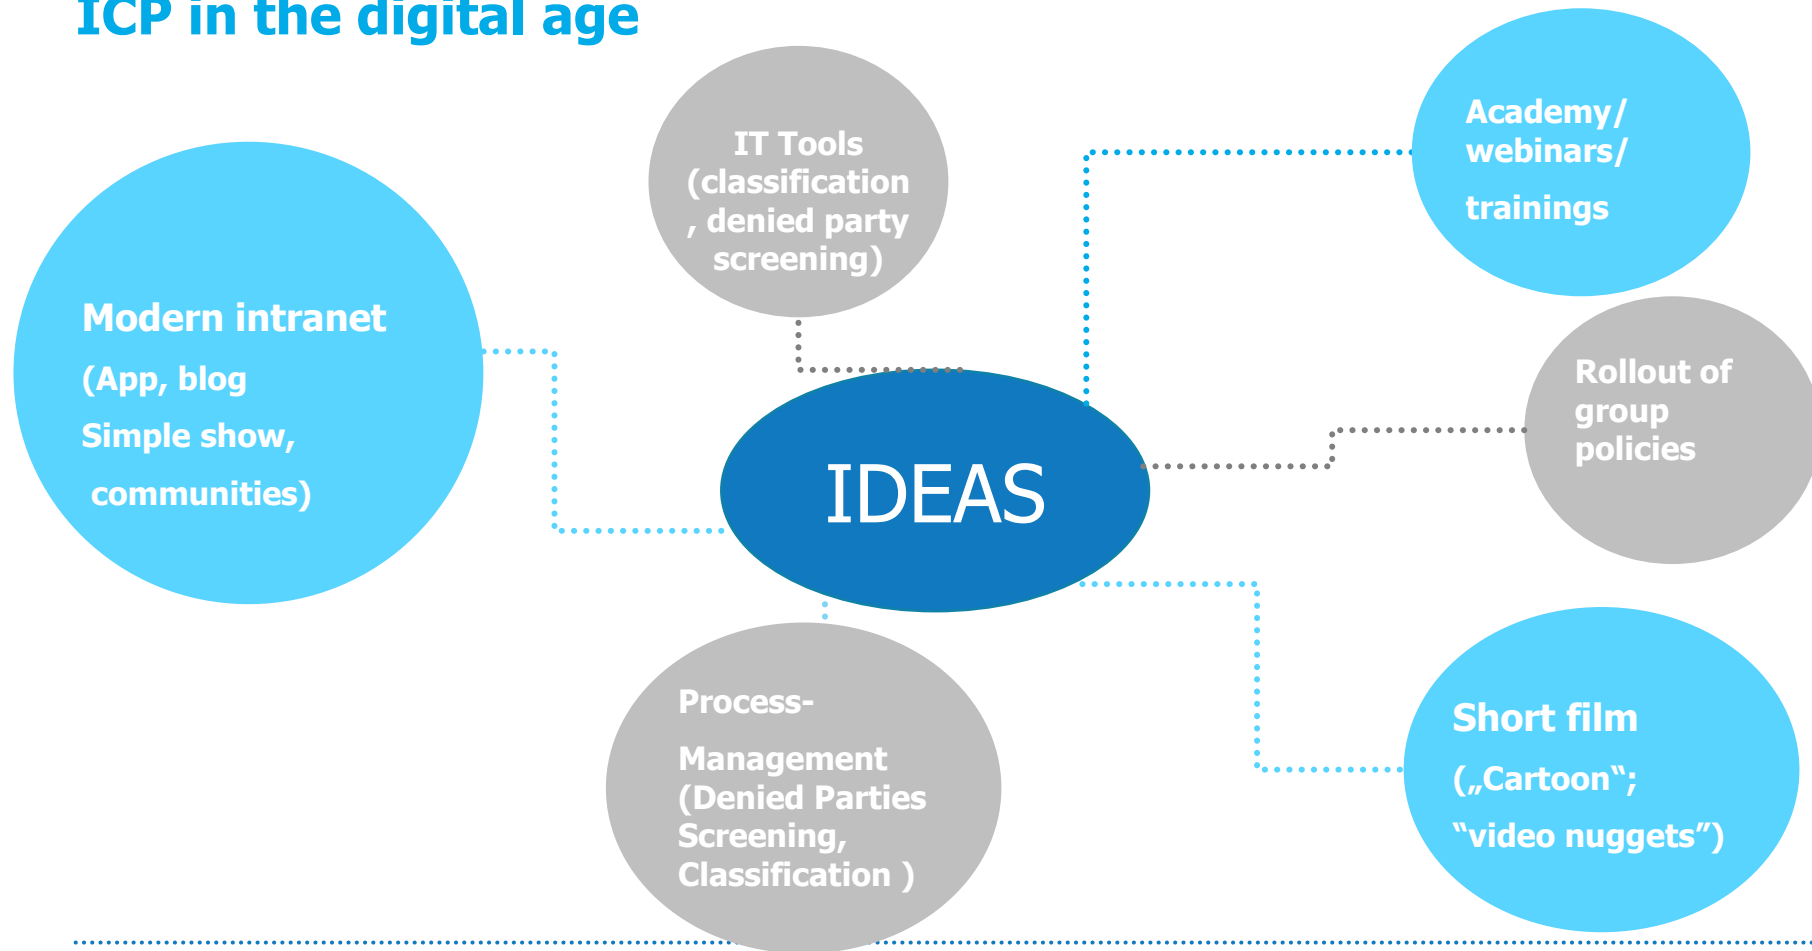 ICP in the digital age
IT Tools
(classification
, denied party
screening)
Academy/
webinars/
trainings
Modern intranet
(App, blog
Simple show,
communities)
Rollout of
group
policies
IDEAS
Process-
Management
(Denied Parties
Screening,
Classification )
Short film
(„Cartoon‟;
‟video nuggets”)